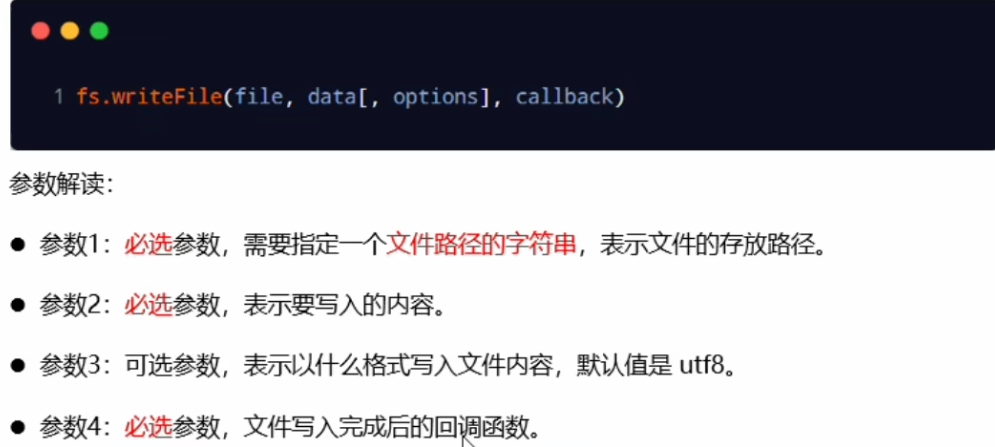 1 fs.writeFile(file, data[, options], callback)
参数解读：
● 参数1：必选参数，需要指定一个文件路径的字符串，表示文件的存放路径。
● 参数2：必选参数，表示要写入的内容。
● 参数3：可选参数，表示以什么格式写入文件内容，默认值是 utf8。
● 参数4：必选参数，文件写入完成后的回调函数。